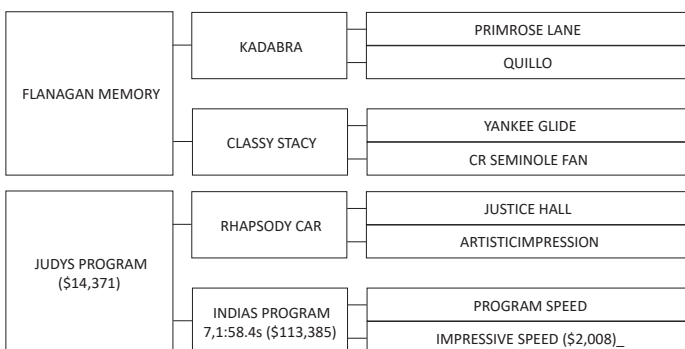 FLANAGAN MEMORY
KADABRA
PRIMROSE LANE
QUILLO
CLASSY STACY
YANKEE GLIDE
CR SEMINOLE FAN
JUDYS PROGRAM
($14,371)
RHAPSODY CAR
JUSTICE HALL
ARTISTICIMPRESSION
INDIAS PROGRAM
7,1:58.4s ($113,385)
PROGRAM SPEED
IMPRESSIVE SPEED ($2,008)_